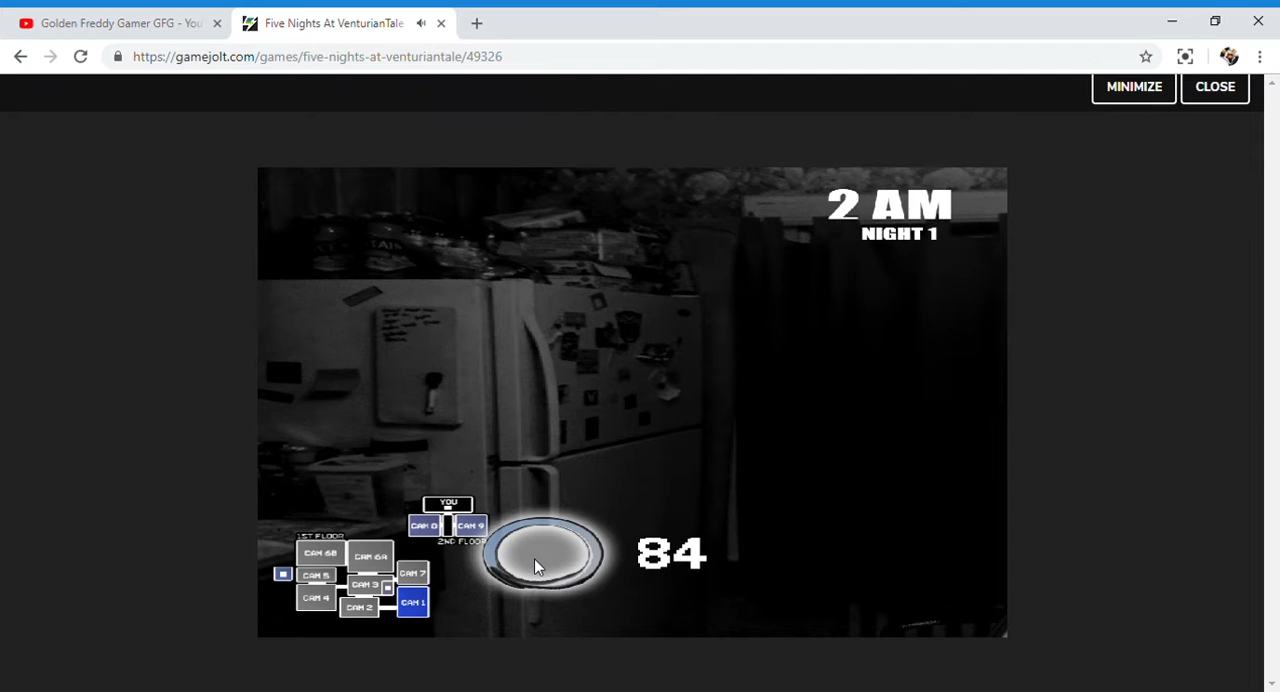 Golden Freddy Gamer GFG - You
Five Nights At VenturianTale
https://gamejolt.com/games/five-nights-at-venturiantale/49326
MINIMIZE
CLOSE
2 AM
NIGHT 1
YOU
CAM 8
CAM 9
2ND FLOOR
1ST FLOOR
CAM 6B
CAM 6A
CAM 5
CAM 3
CAM 7
CAM 4
CAM 2
CAM 1
84